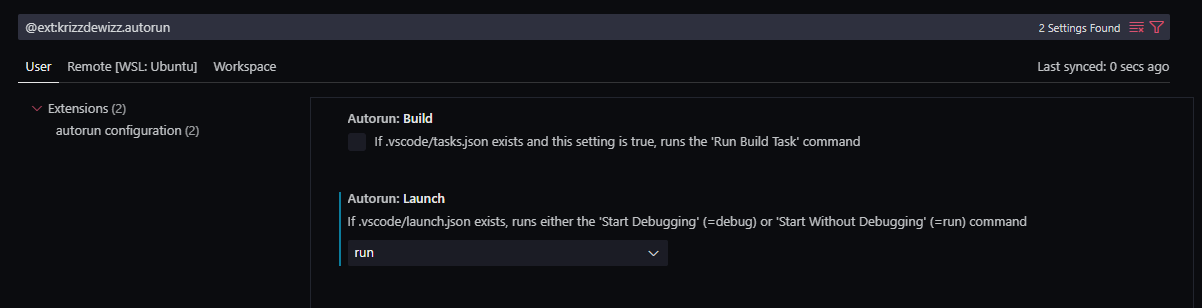 @ext:krizzdewizz.autorun 2 Settings Found
User Remote [WSL: Ubuntu] Workspace Last synced: 0 secs ago
Extensions (2)
autorun configuration (2)
Autorun: Build
If .vscode/tasks.json exists and this setting is true, runs the 'Run Build Task' command
Autorun: Launch
If .vscode/launch.json exists, runs either the 'Start Debugging' (=debug) or 'Start Without Debugging' (=run) command
run